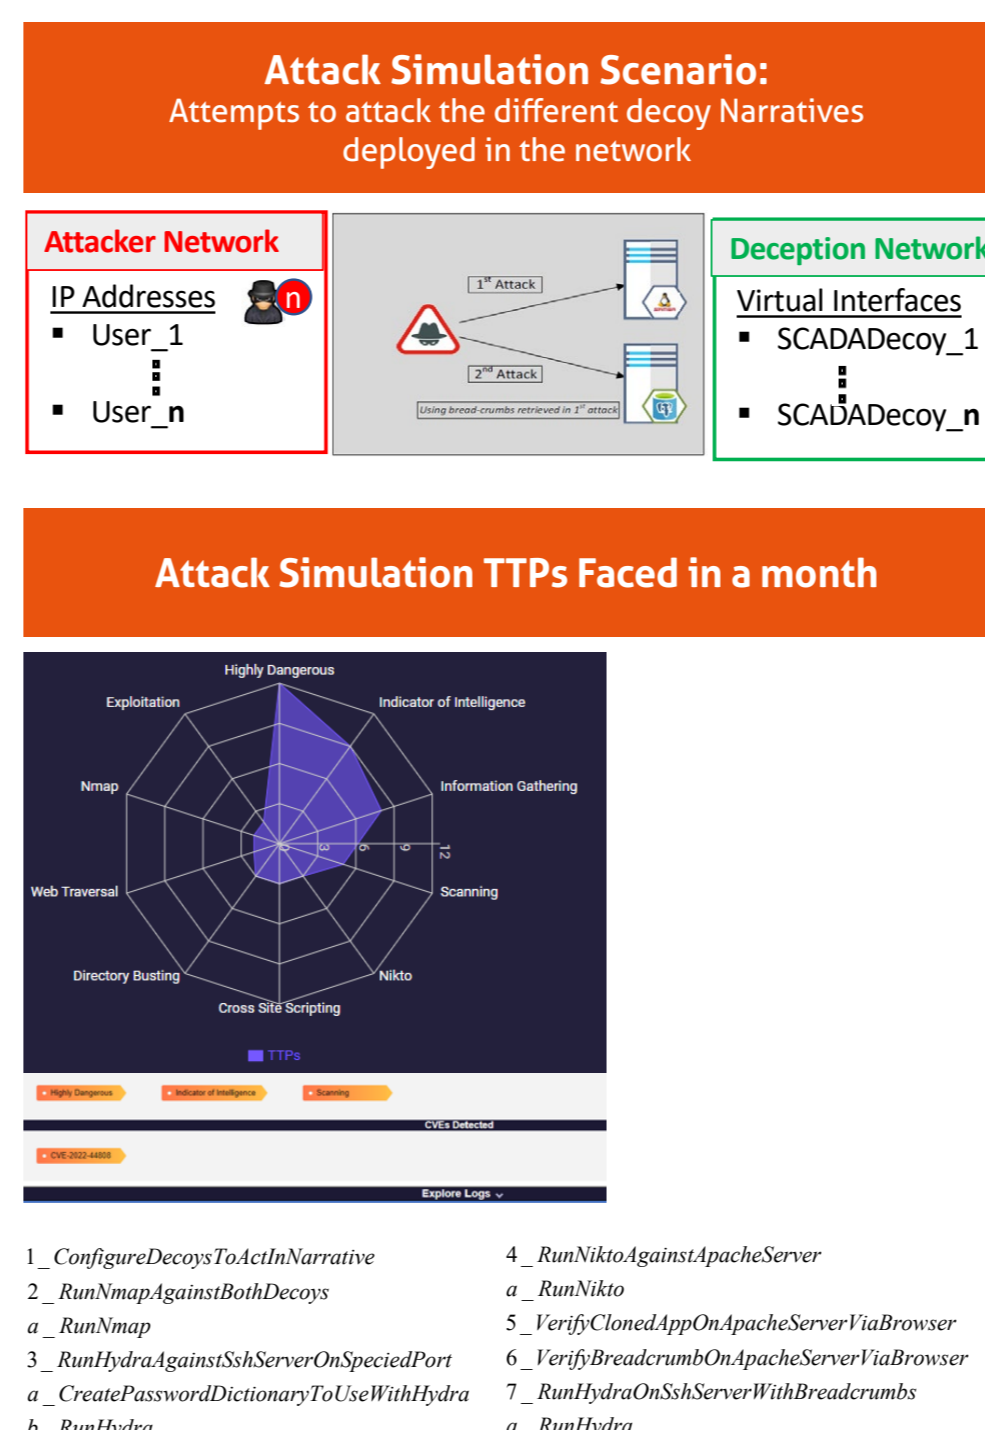 Attack Simulation Scenario:
Attempts to attack the different decoy Narratives
deployed in the network
Attacker Network
IP Addresses
n
▪ User_1
▪ User_n
1st Attack
2nd Attack
Using bread-crumbs retrieved in 1st attack
Deception Network
Virtual Interfaces
▪ SCADADecoy_1
▪ SCADADecoy_n
Attack Simulation TTPs Faced in a month
Highly Dangerous
Exploitation
Indicator of Intelligence
Nmap
Information Gathering
0 3 6 9 12
Web Traversal
Scanning
Directory Busting
Nikto
Cross Site Scripting
TTPs
Highly Dangerous
Indicator of Intelligence
Scanning
CVEs Detected
CVE-2022-44808
Explore Logs
1_ConfigureDecoysToActInNarrative
2_RunNmapAgainstBothDecoys
a_RunNmap
3_RunHydraAgainstSshServerOnSpeciedPort
a_CreatePasswordDictionaryToUseWithHydra
b_RunHydra
4_RunNiktoAgainstApacheServer
a_RunNikto
5_VerifyClonedAppOnApacheServerViaBrowser
6_VerifyBreadcrumbOnApacheServerViaBrowser
7_RunHydraOnSshServerWithBreadcrumbs
a_RunHydra